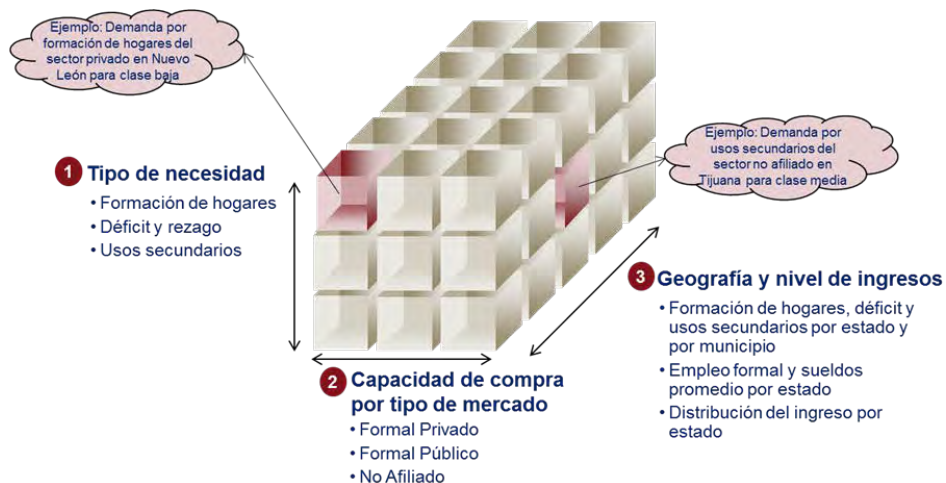 Ejemplo: Demanda por
formación de hogares del
sector privado en Nuevo
León para clase baja
Ejemplo: Demanda por
usos secundarios del
sector no afiliado en
Tijuana para clase media
1 Tipo de necesidad
• Formación de hogares
• Déficit y rezago
• Usos secundarios
2 Capacidad de compra
por tipo de mercado
• Formal Privado
• Formal Público
• No Afiliado
3 Geografía y nivel de ingresos
• Formación de hogares, déficit y
usos secundarios por estado y
por municipio
• Empleo formal y sueldos
promedio por estado
• Distribución del ingreso por
estado